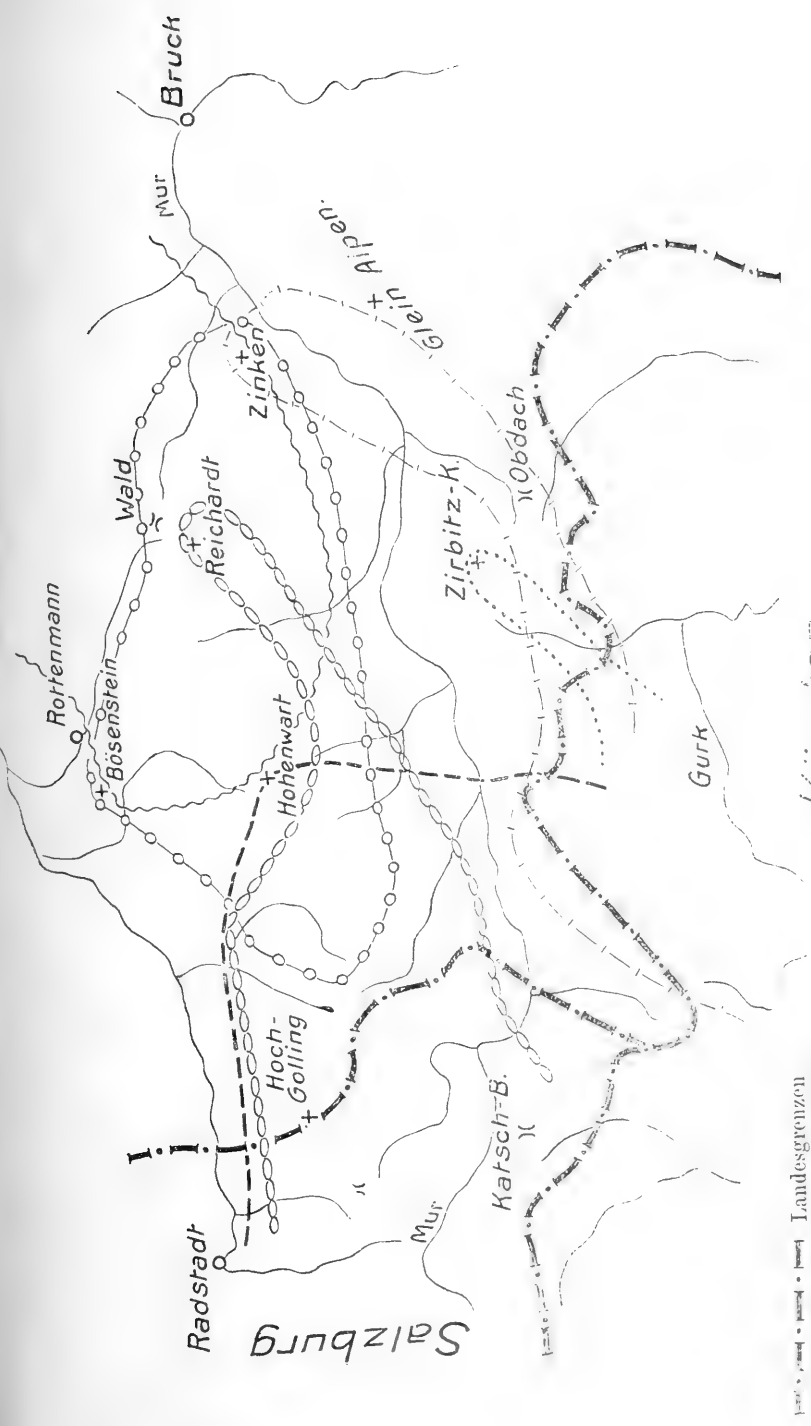 Bruck
Mur
Rottenmann
Wald
Bösenstein
Zinken
Glein Alpen.
Reichardt
Radstadt
Hohenwart
Hoch-
Golling
Zirbitz-K.
Obdach
Salzburg
Mur
Katsch-B.
Gurk
Landesgrenzen